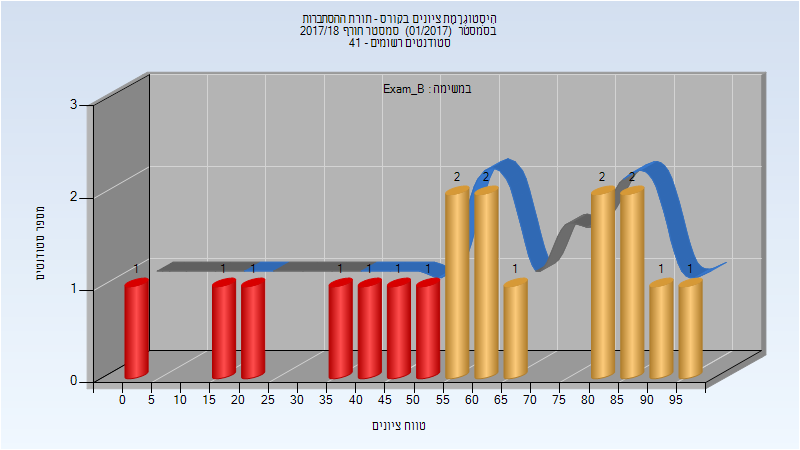 היסטוגרמת ציונים בקורס - תורת ההסתברות
בסמסטר (01/2017) סמסטר חורף 2017/18
סטודנטים רשומים - 41
במשימה : Exam_B
מספר סטודנטים
3
2
1
0
1 1 1 1 1 1 1 2 2 1 2 2 1 1
0 5 10 15 20 25 30 35 40 45 50 55 60 65 70 75 80 85 90 95
טווח ציונים